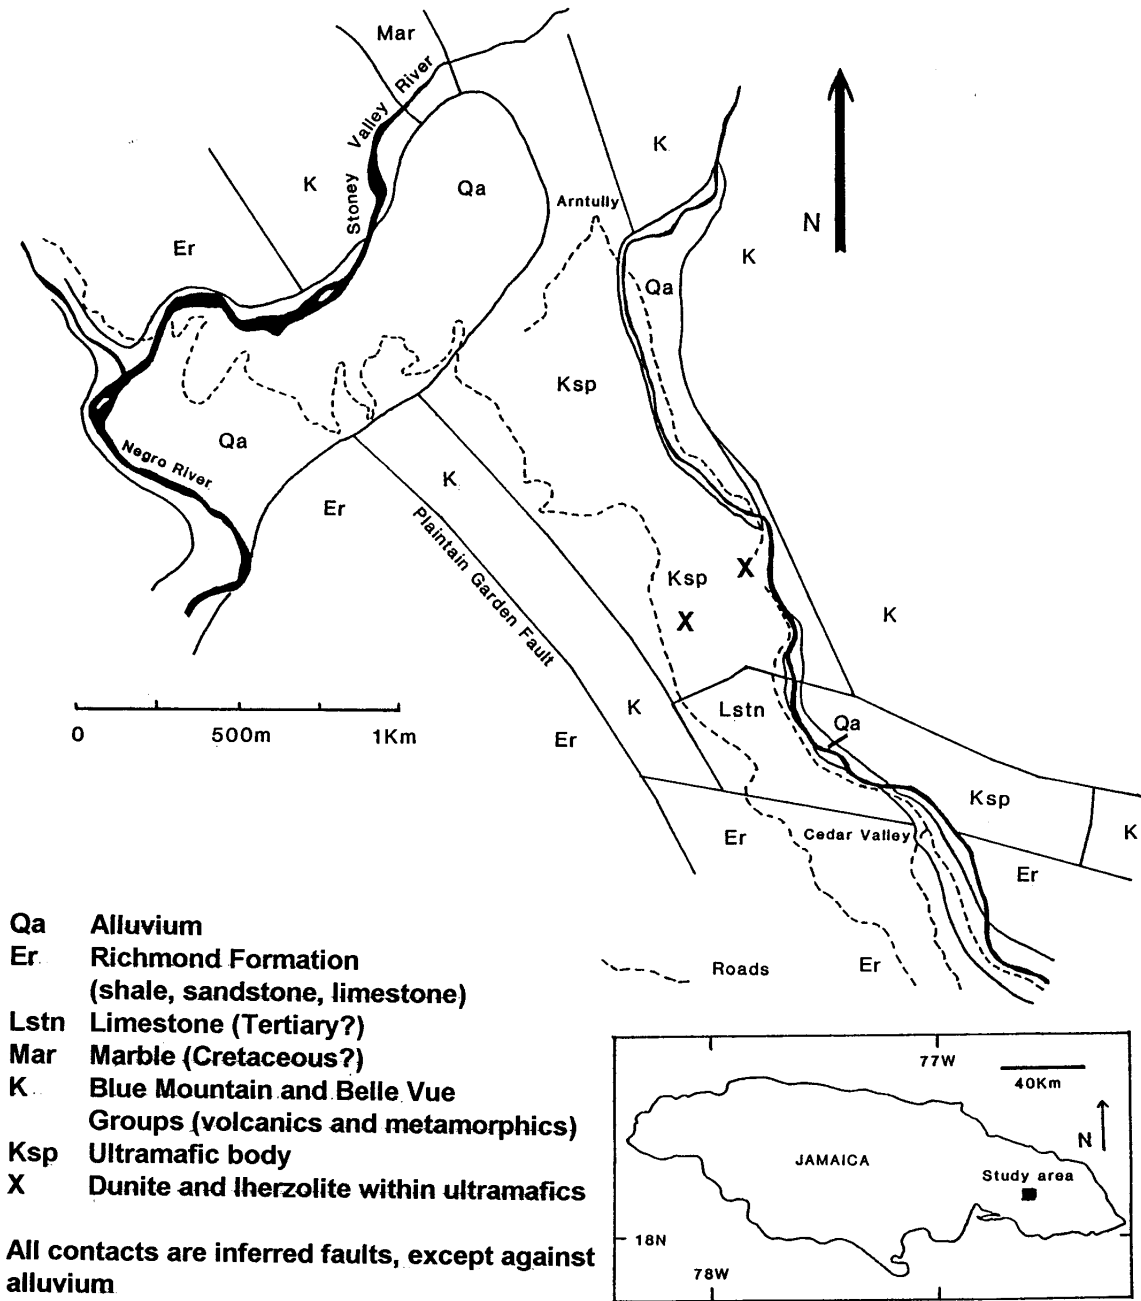 Mar
Stoney Valley River
K
K
Qa
Arntully
N
Er
K
Qa
Ksp
Qa
Negro River
K
Er
Plaintain Garden Fault
Ksp
X
X
K
K
Lstn
Qa
Er
0 500m 1Km
Ksp
K
Er
Cedar Valley
Er
Er
Roads
Qa Alluvium
Er Richmond Formation
(shale, sandstone, limestone)
Lstn Limestone (Tertiary?)
Mar Marble (Cretaceous?)
K Blue Mountain and Belle Vue
Groups (volcanics and metamorphics)
Ksp Ultramafic body
X Dunite and lherzolite within ultramafics
All contacts are inferred faults, except against
alluvium
77W
40Km
N
JAMAICA
Study area
18N
78W